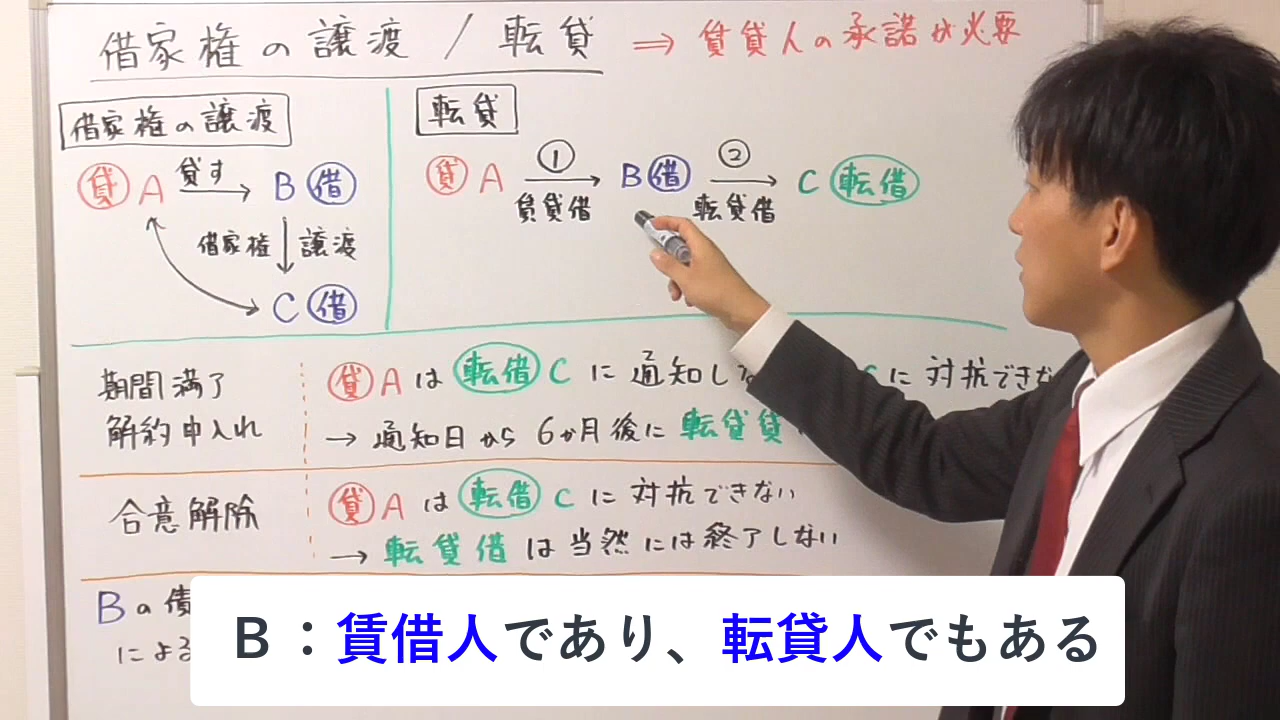 借家権の譲渡 / 転貸 ⇒ 賃貸人の承諾が必要
借家権の譲渡
貸 A 貸す → B 借
借家権 ↓ 譲渡
C 借
転貸
貸 A ① → B 借 ② → C 転借
賃貸借 転貸借
期間満了
解約申入れ
貸 A は 転借 C に 通知しな に 対抗できな
→ 通知日から 6か月後に 転貸貸
合意解除
貸 A は 転借 C に 対抗できない
→ 転貸借 は当然には終了しない
Bの債
による
B：賃借人であり、転貸人でもある